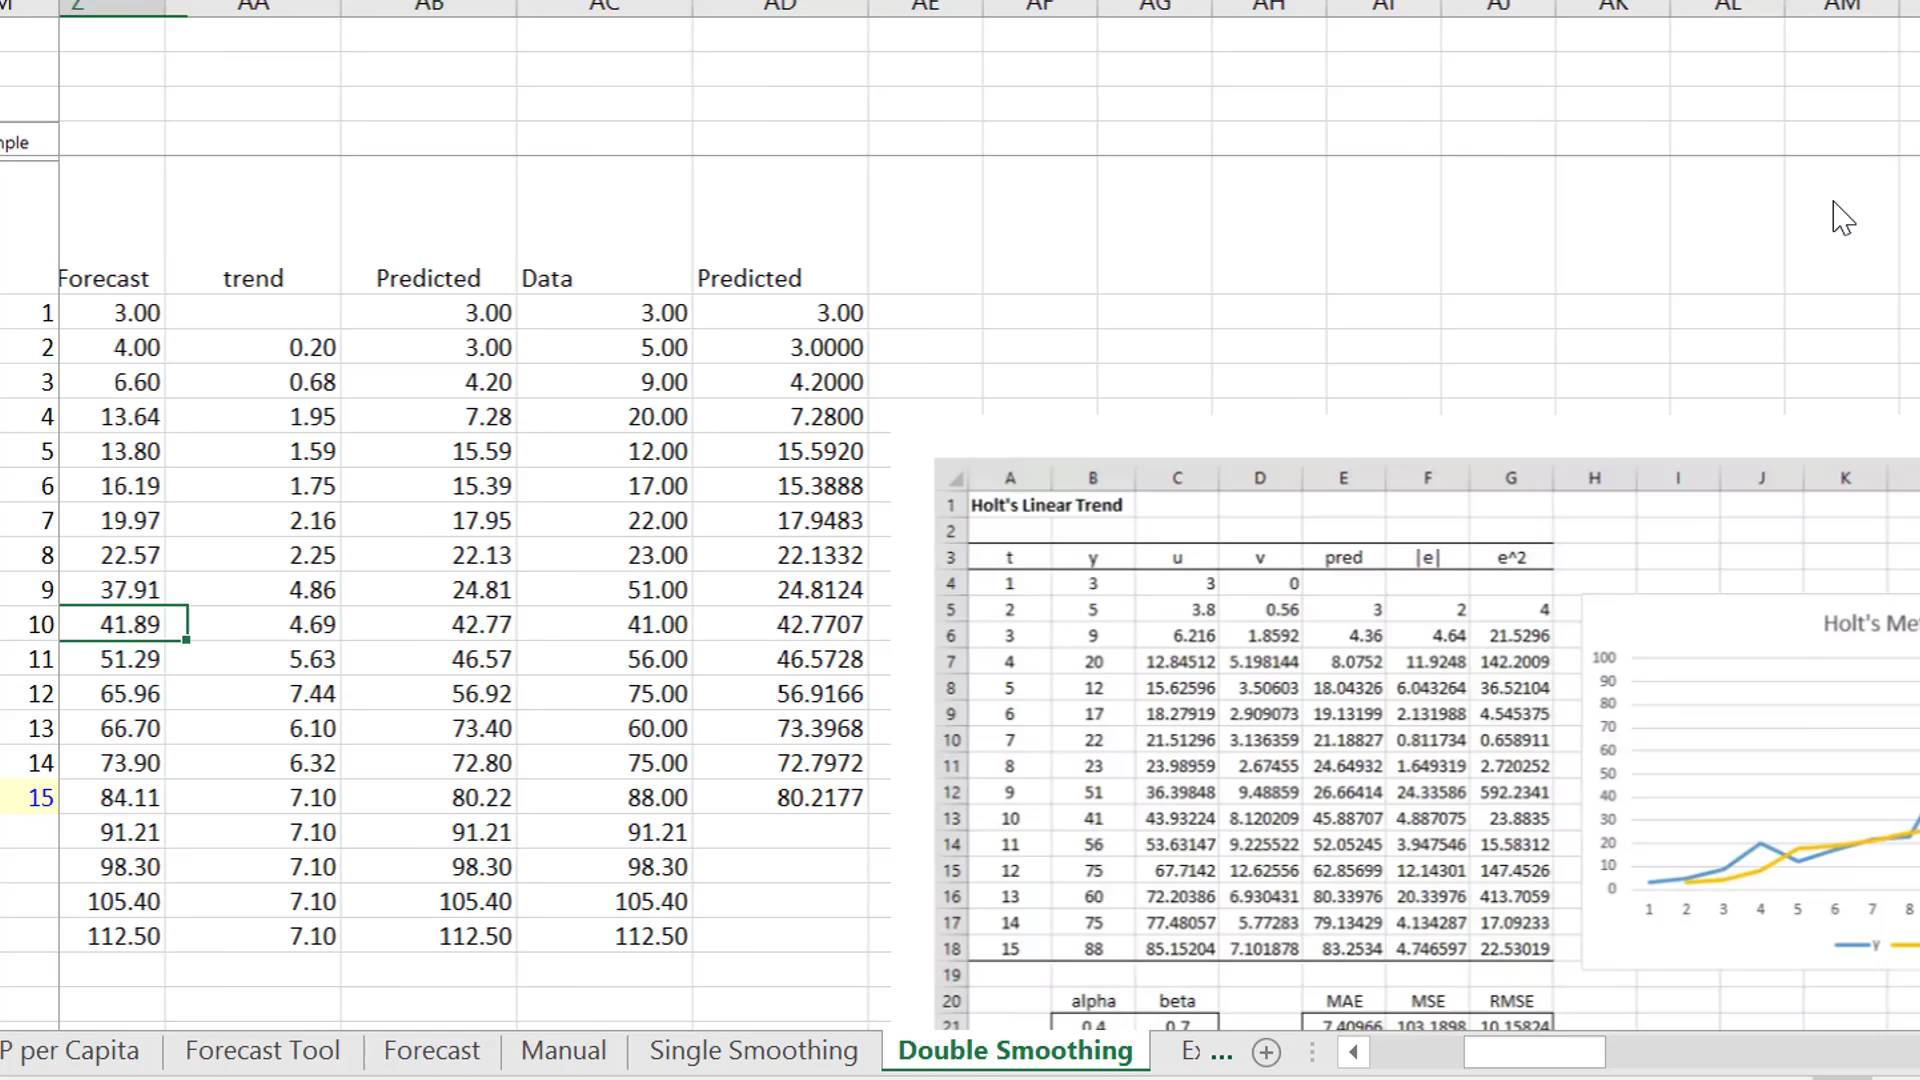 Z AA AB AC AD AE AF AG AH AI AJ AK AL AM
Forecast trend Predicted Data Predicted
1 3.00 3.00 3.00 3.00
2 4.00 0.20 3.00 5.00 3.0000
3 6.60 0.68 4.20 9.00 4.2000
4 13.64 1.95 7.28 20.00 7.2800
5 13.80 1.59 15.59 12.00 15.5920
6 16.19 1.75 15.39 17.00 15.3888
7 19.97 2.16 17.95 22.00 17.9483
8 22.57 2.25 22.13 23.00 22.1332
9 37.91 4.86 24.81 51.00 24.8124
10 41.89 4.69 42.77 41.00 42.7707
11 51.29 5.63 46.57 56.00 46.5728
12 65.96 7.44 56.92 75.00 56.9166
13 66.70 6.10 73.40 60.00 73.3968
14 73.90 6.32 72.80 75.00 72.7972
15 84.11 7.10 80.22 88.00 80.2177
91.21 7.10 91.21 91.21
98.30 7.10 98.30 98.30
105.40 7.10 105.40 105.40
112.50 7.10 112.50 112.50
A B C D E F G H I J K
1 Holt's Linear Trend
2
3 t y u v pred |e| e^2
4 1 3 3 0
5 2 5 3.8 0.56 3 2 4
6 3 9 6.216 1.8592 4.36 4.64 21.5296
7 4 20 12.84512 5.198144 8.0752 11.9248 142.2009
8 5 12 15.62596 3.50603 18.04326 6.043264 36.52104
9 6 17 18.27919 2.909073 19.13199 2.131988 4.545375
10 7 22 21.51296 3.136359 21.18827 0.811734 0.658911
11 8 23 23.98959 2.67455 24.64932 1.649319 2.720252
12 9 51 36.39848 9.48859 26.66414 24.33586 592.2341
13 10 41 43.93224 8.120209 45.88707 4.887075 23.8835
14 11 56 53.63147 9.225522 52.05245 3.947546 15.58312
15 12 75 67.7142 12.62556 62.85699 12.14301 147.4526
16 13 60 72.20386 6.930431 80.33976 20.33976 413.7059
17 14 75 77.48057 5.77283 79.13429 4.134287 17.09233
18 15 88 85.15204 7.101878 83.2534 4.746597 22.53019
19
20 alpha beta MAE MSE RMSE
21 0.4 0.7 7.40966 103.1898 10.15824
Holt's Me
100
90
80
70
60
50
40
30
20
10
0
1 2 3 4 5 6 7 8
y
P per Capita Forecast Tool Forecast Manual Single Smoothing Double Smoothing Ex ...